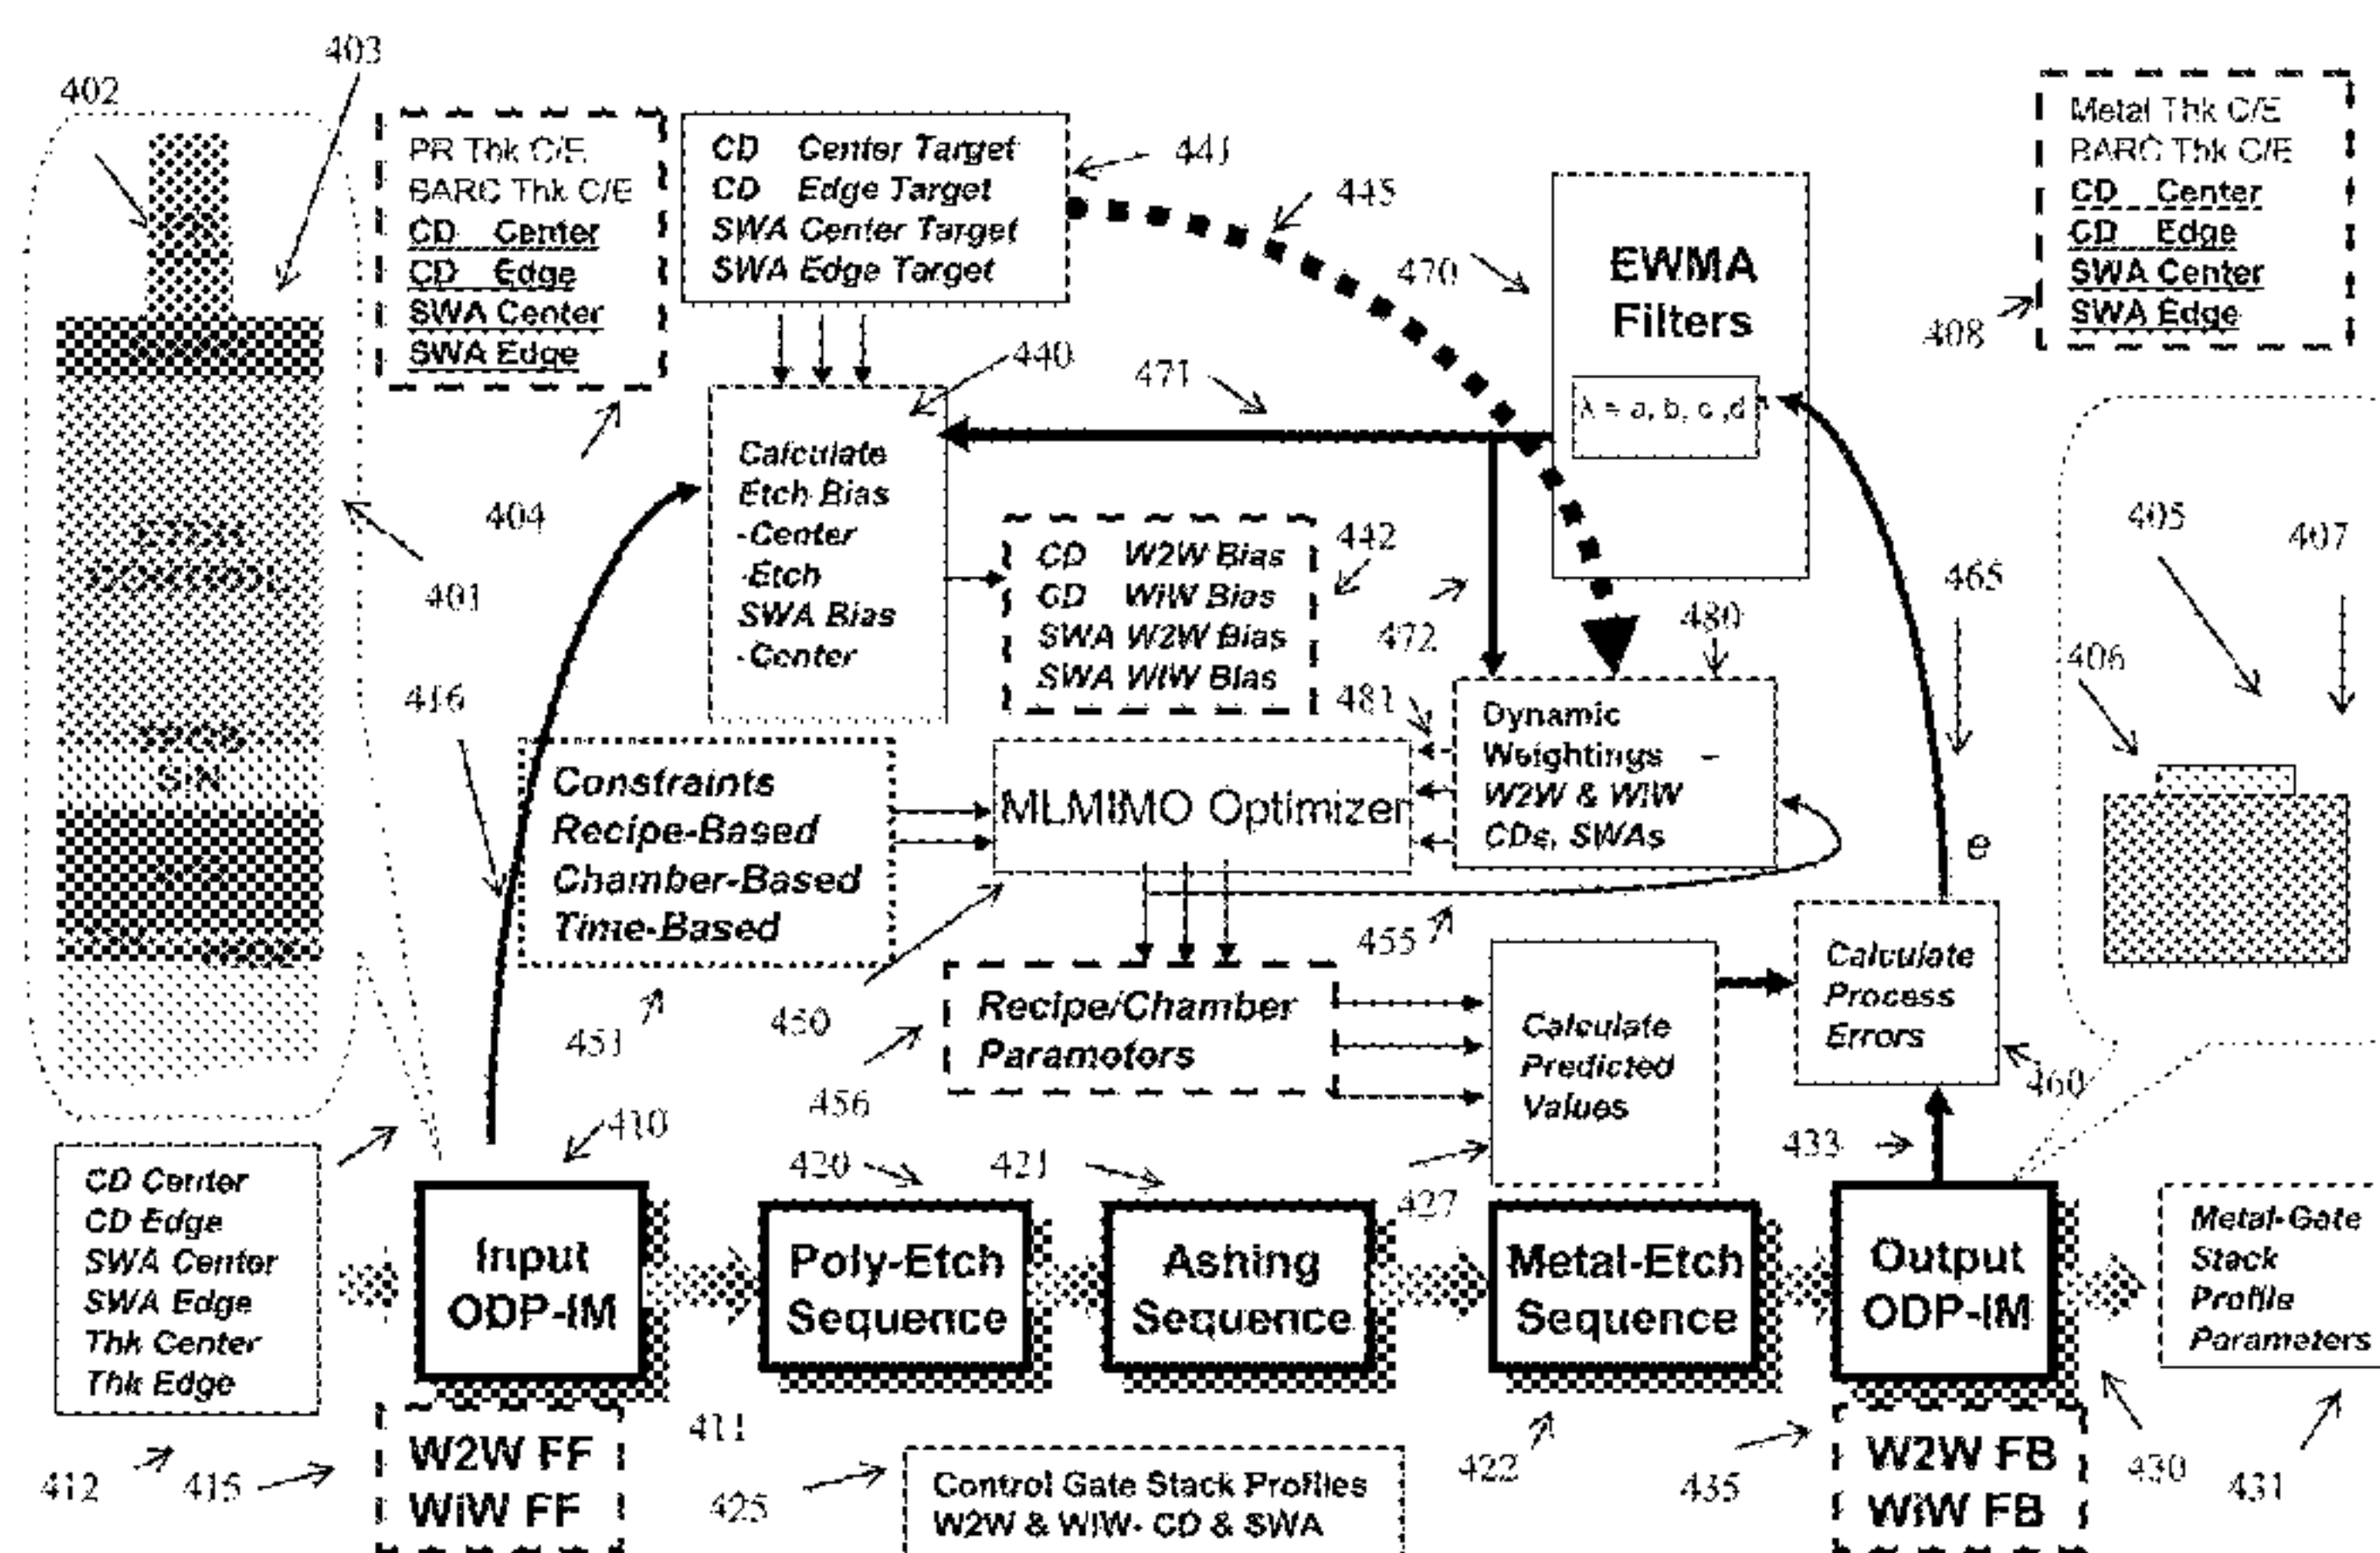 402
403
PR Thk C/E
BARC Thk C/E
CD Center
CD Edge
SWA Center
SWA Edge
404
401
CD Center Target
CD Edge Target
SWA Center Target
SWA Edge Target
441
445
470
EWMA
Filters
λ = a, b, c ,d
Metal Thk C/E
BARC Thk C/E
CD Center
CD Edge
SWA Center
SWA Edge
408
440
471
Calculate
Etch Bias
-Center
-Etch
SWA Bias
-Center
CD W2W Bias
CD WiW Bias
SWA W2W Bias
SWA WiW Bias
442
472
480
481
465
405
407
406
416
SiN
Constraints
Recipe-Based
Chamber-Based
Time-Based
MLMIMO Optimizer
Dynamic
Weightings –
W2W & WiW
CDs, SWAs
e
455
451
450
456
Recipe/Chamber
Parameters
Calculate
Predicted
Values
Calculate
Process
Errors
460
410
420
421
427
433
CD Center
CD Edge
SWA Center
SWA Edge
Thk Center
Thk Edge
Input
ODP-IM
Poly-Etch
Sequence
Ashing
Sequence
Metal-Etch
Sequence
Output
ODP-IM
Metal-Gate
Stack
Profile
Parameters
412
415
W2W FF
WiW FF
411
425
Control Gate Stack Profiles
W2W & WiW- CD & SWA
422
435
W2W FB
WiW FB
430
431